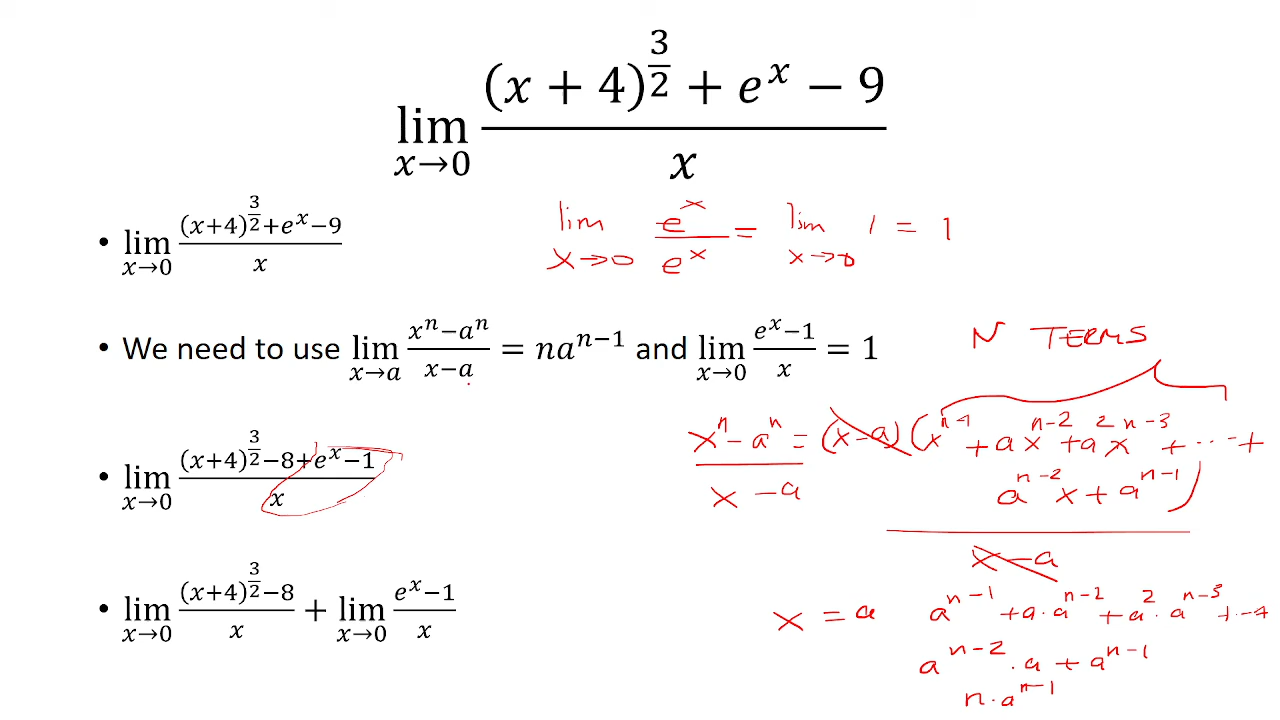 lim x→0 ((x+4)^(3/2) + e^x − 9)/x
• lim x→0 ((x+4)^(3/2)+e^x−9)/x
lim x→0 e^x/e^x = lim x→0 1 = 1
• We need to use lim x→a (x^n−a^n)/(x−a) = na^(n−1) and lim x→0 (e^x−1)/x = 1
N TERMS
• lim x→0 ((x+4)^(3/2)−8+e^x−1)/x
(x^n − a^n)/(x − a) = (x−a)(x^(n-1) + ax^(n-2) + a^2 x^(n-3) + ... +
a^(n-2) x + a^(n-1))
x − a
• lim x→0 ((x+4)^(3/2)−8)/x + lim x→0 (e^x−1)/x
x = a a^(n-1) + a·a^(n-2) + a^2·a^(n-3) + ...
a^(n-2)·a + a^(n-1)
n·a^(n-1)